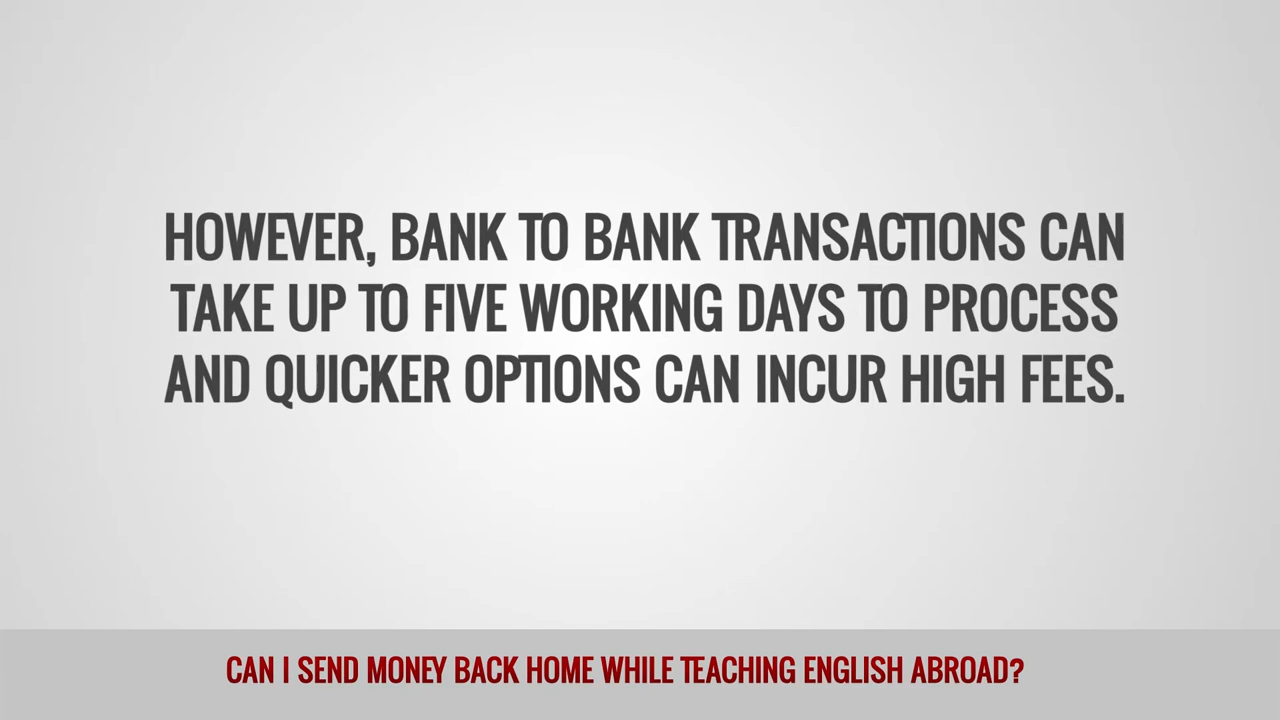 HOWEVER, BANK TO BANK TRANSACTIONS CAN
TAKE UP TO FIVE WORKING DAYS TO PROCESS
AND QUICKER OPTIONS CAN INCUR HIGH FEES.
CAN I SEND MONEY BACK HOME WHILE TEACHING ENGLISH ABROAD?